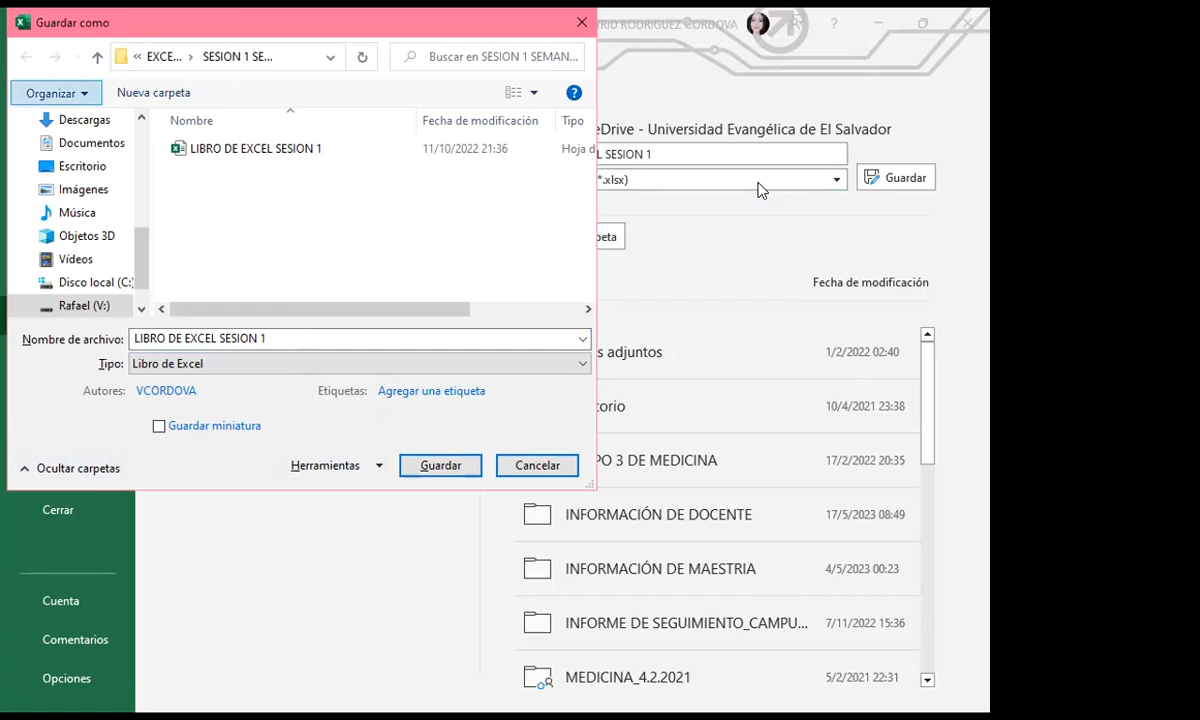 Guardar como
RID RODRIGUEZ CORDOVA
?
« EXCE... › SESION 1 SE...
Buscar en SESION 1 SEMAN...
Organizar
Nueva carpeta
?
Descargas
Documentos
Escritorio
Imágenes
Música
Objetos 3D
Vídeos
Disco local (C:)
Rafael (V:)
Nombre
Fecha de modificación
Tipo
LIBRO DE EXCEL SESION 1
11/10/2022 21:36
Hoja d
Nombre de archivo:
LIBRO DE EXCEL SESION 1
Tipo:
Libro de Excel
Autores:
VCORDOVA
Etiquetas:
Agregar una etiqueta
Guardar miniatura
Ocultar carpetas
Herramientas
Guardar
Cancelar
eDrive - Universidad Evangélica de El Salvador
L SESION 1
*.xlsx)
Guardar
peta
Fecha de modificación
s adjuntos
1/2/2022 02:40
torio
10/4/2021 23:38
PO 3 DE MEDICINA
17/2/2022 20:35
INFORMACIÓN DE DOCENTE
17/5/2023 08:49
INFORMACIÓN DE MAESTRIA
4/5/2023 00:23
INFORME DE SEGUIMIENTO_CAMPU...
7/11/2022 15:36
MEDICINA_4.2.2021
5/2/2021 22:31
Cerrar
Cuenta
Comentarios
Opciones